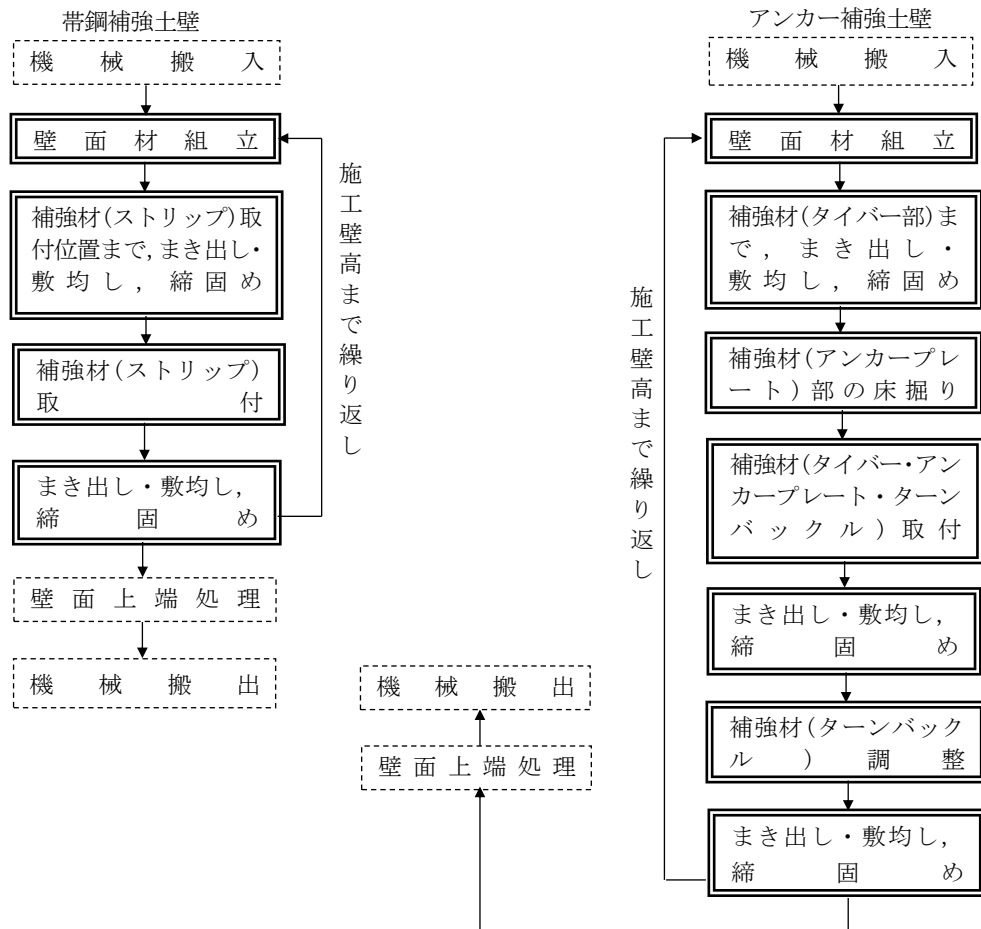 帯鋼補強土壁
機械搬入
壁面材組立
補強材(ストリップ)取
付位置まで,まき出し・
敷均し,締固め
補強材(ストリップ)
取付
まき出し・敷均し,
締固め
壁面上端処理
機械搬出
施工壁高まで繰り返し
アンカー補強土壁
機械搬入
壁面材組立
補強材(タイバー部)ま
で,まき出し・
敷均し,締固め
補強材(アンカープレ
ート)部の床掘り
補強材(タイバー・アン
カープレート・ターン
バックル)取付
まき出し・敷均し,
締固め
補強材(ターンバック
ル)調整
まき出し・敷均し,
締固め
施工壁高まで繰り返し
壁面上端処理
機械搬出